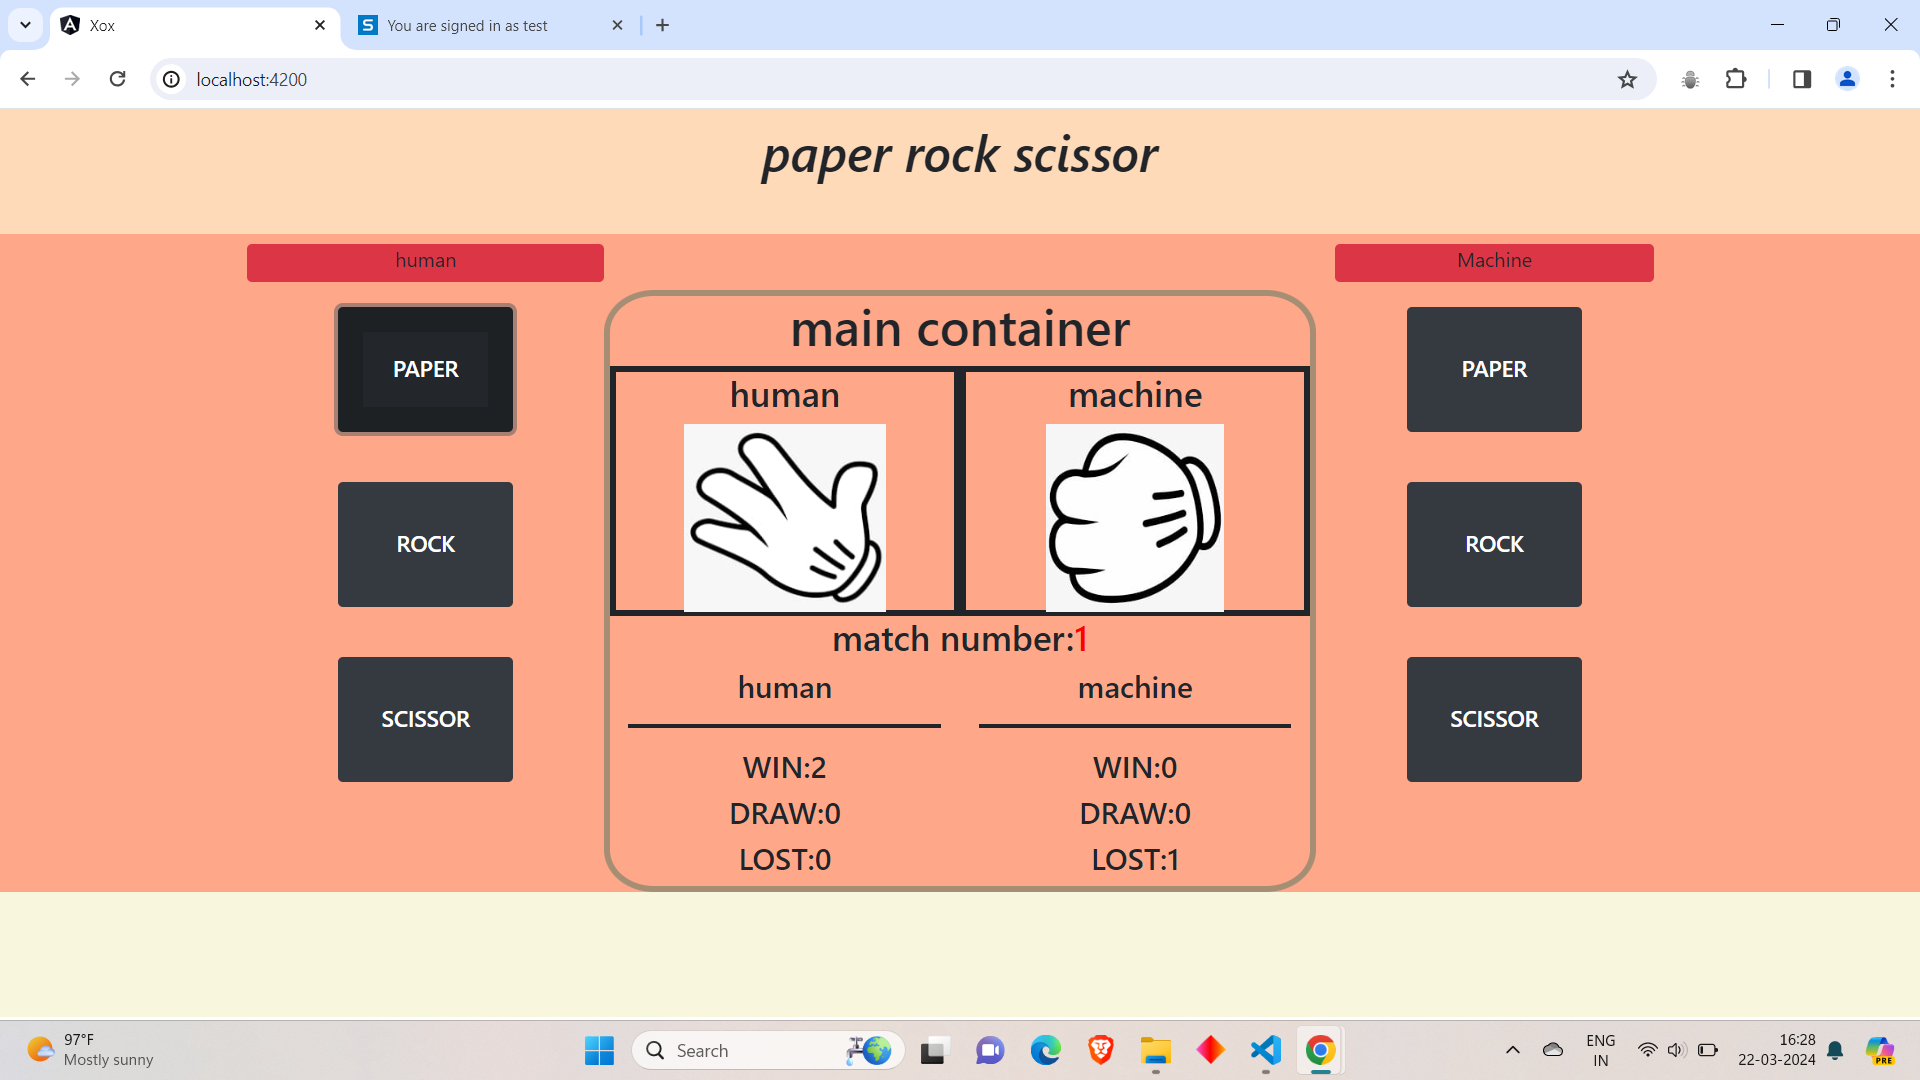 Xox
You are signed in as test
localhost:4200
paper rock scissor
human
Machine
PAPER
ROCK
SCISSOR
main container
human
machine
match number:1
human
machine
WIN:2
WIN:0
DRAW:0
DRAW:0
LOST:0
LOST:1
PAPER
ROCK
SCISSOR
97°F
Mostly sunny
Search
PRE
ENG
IN
16:28
22-03-2024